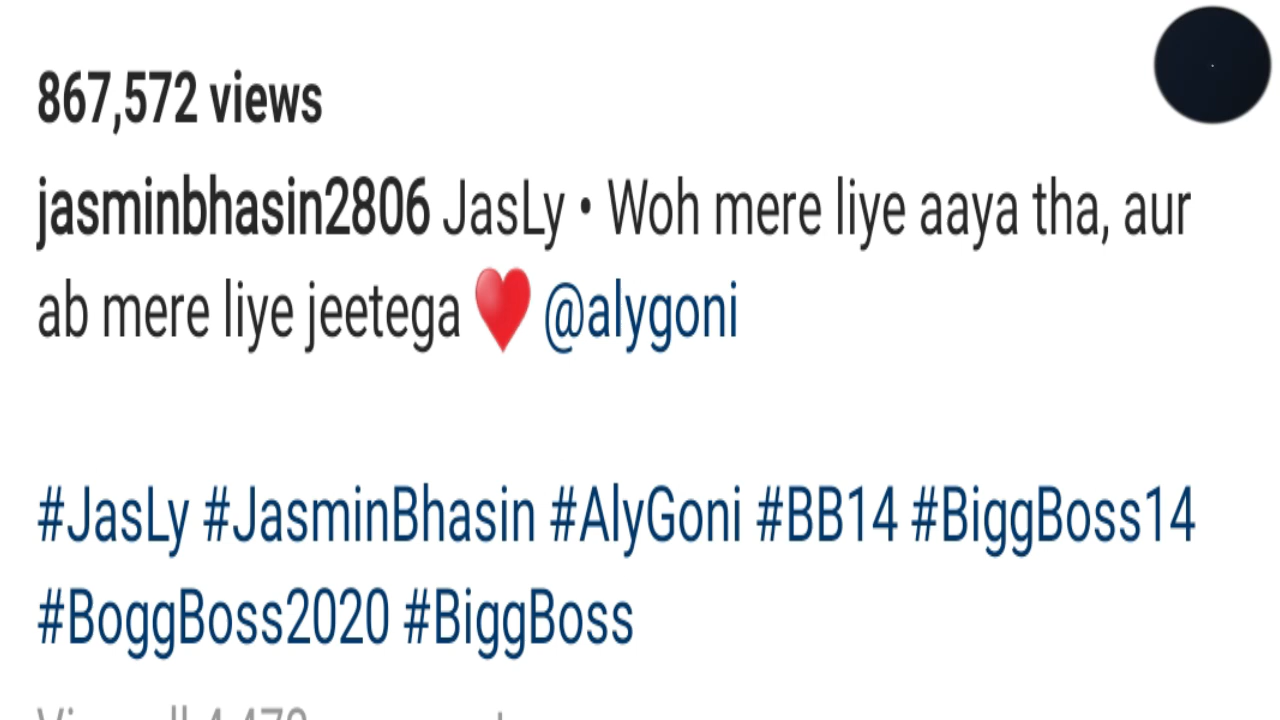 867,572 views
jasminbhasin2806 JasLy • Woh mere liye aaya tha, aur
ab mere liye jeetega ♥️ @alygoni
#JasLy #JasminBhasin #AlyGoni #BB14 #BiggBoss14
#BoggBoss2020 #BiggBoss